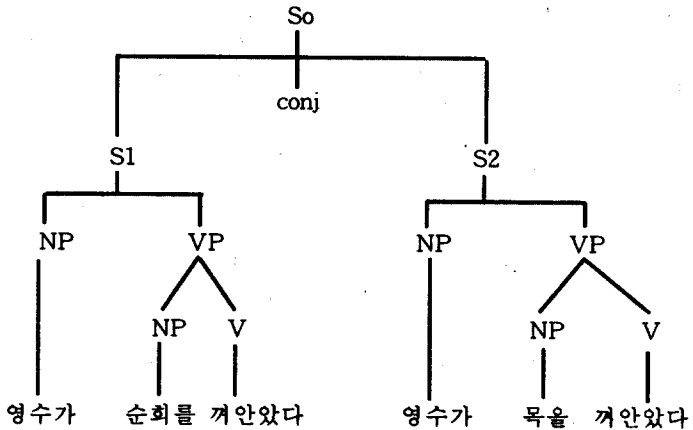 So
conj
S1 S2
NP VP NP VP
NP V NP V
영수가 순희를 껴안았다 영수가 목을 껴안았다